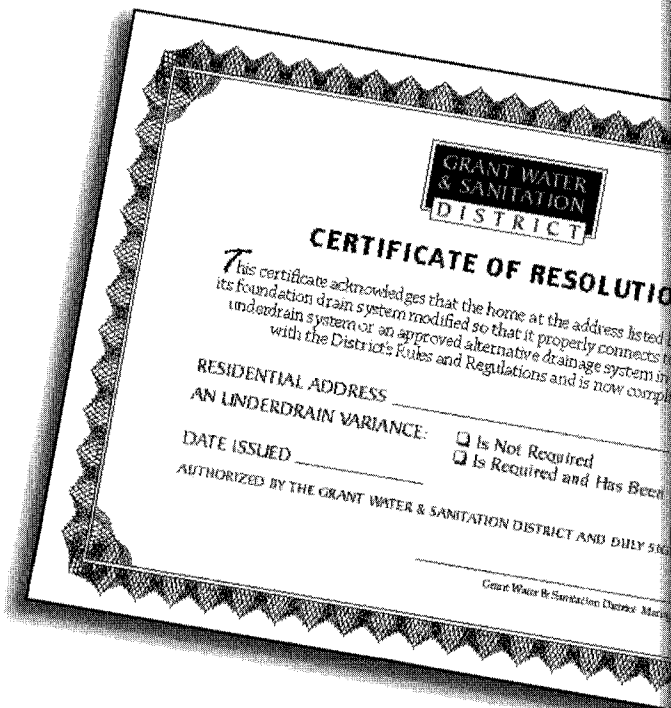 GRANT WATER
& SANITATION
DISTRICT
CERTIFICATE OF RESOLUTIO
This certificate acknowledges that the home at the address listed
its foundation drain system modified so that it properly connects t
underdrain system or an approved alternative drainage system in
with the District's Rules and Regulations and is now compl
RESIDENTIAL ADDRESS
AN UNDERDRAIN VARIANCE:
❏ Is Not Required
❏ Is Required and Has Been
DATE ISSUED
AUTHORIZED BY THE GRANT WATER & SANITATION DISTRICT AND DULY SIG
Grant Water & Sanitation District